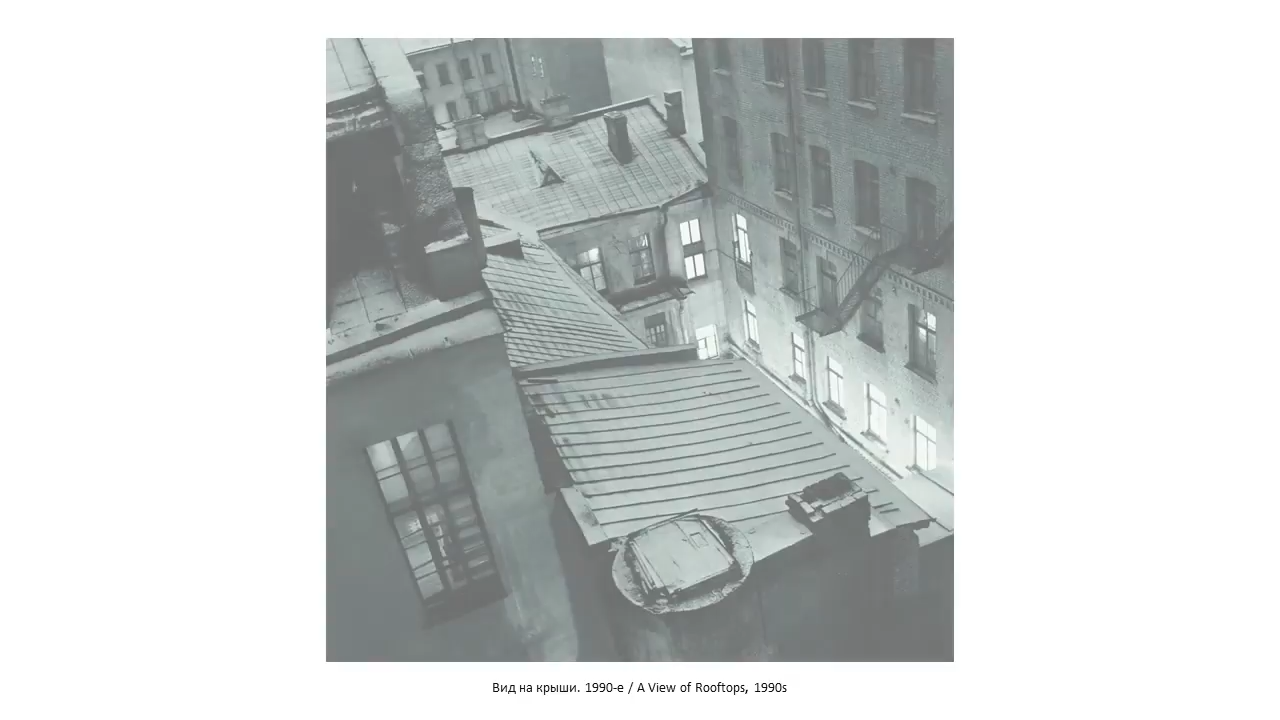 Вид на крыши. 1990-е / A View of Rooftops, 1990s